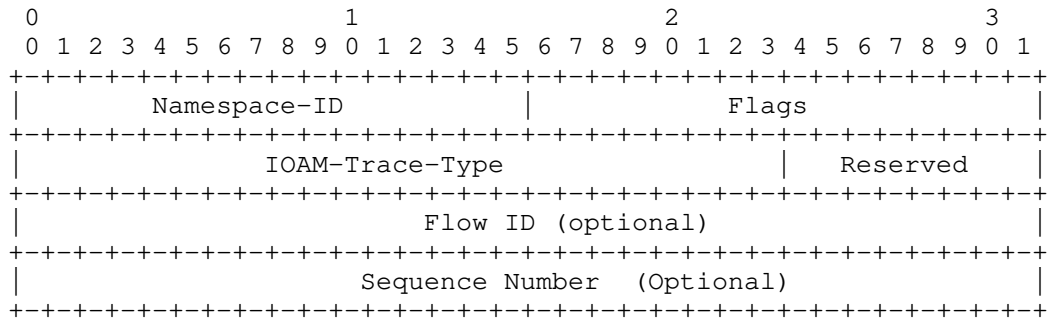 0                   1                   2                   3
 0 1 2 3 4 5 6 7 8 9 0 1 2 3 4 5 6 7 8 9 0 1 2 3 4 5 6 7 8 9 0 1
+-+-+-+-+-+-+-+-+-+-+-+-+-+-+-+-+-+-+-+-+-+-+-+-+-+-+-+-+-+-+-+-+
|        Namespace-ID           |            Flags              |
+-+-+-+-+-+-+-+-+-+-+-+-+-+-+-+-+-+-+-+-+-+-+-+-+-+-+-+-+-+-+-+-+
|               IOAM-Trace-Type                 |   Reserved    |
+-+-+-+-+-+-+-+-+-+-+-+-+-+-+-+-+-+-+-+-+-+-+-+-+-+-+-+-+-+-+-+-+
|                         Flow ID (optional)                    |
+-+-+-+-+-+-+-+-+-+-+-+-+-+-+-+-+-+-+-+-+-+-+-+-+-+-+-+-+-+-+-+-+
|                     Sequence Number  (Optional)               |
+-+-+-+-+-+-+-+-+-+-+-+-+-+-+-+-+-+-+-+-+-+-+-+-+-+-+-+-+-+-+-+-+